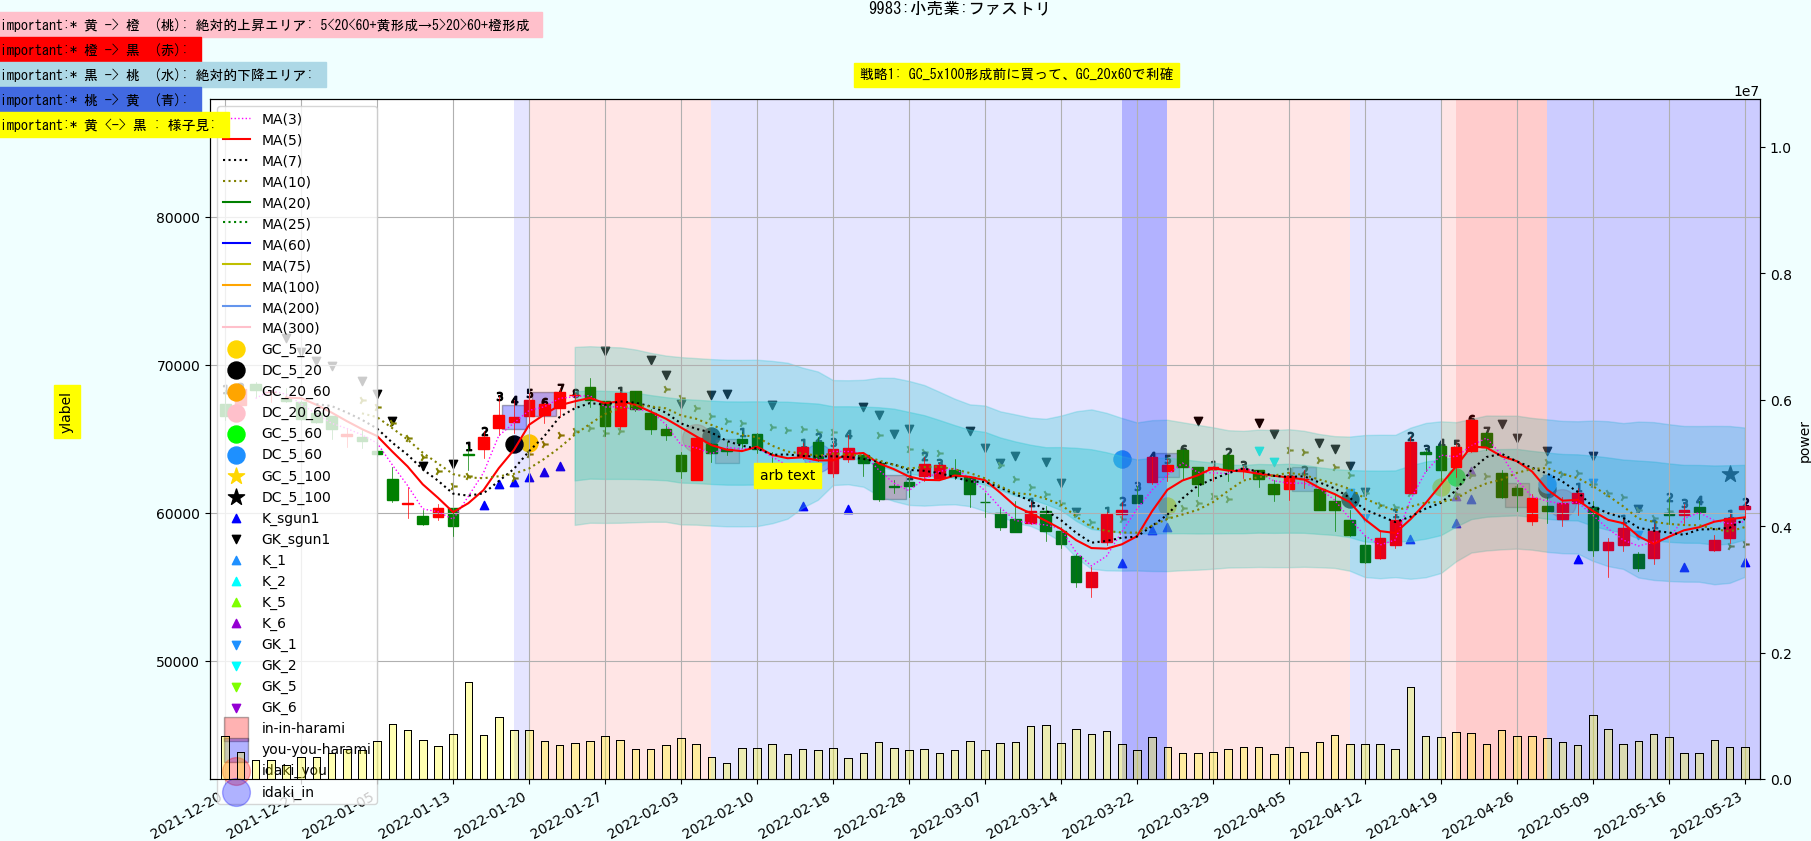 9983:小売業:ファストリ
important:* 黄 -> 橙 (桃): 絶対的上昇エリア: 5<20<60+黄形成→5>20>60+橙形成
important:* 橙 -> 黒 (赤):
important:* 黒 -> 桃 (水): 絶対的下降エリア:
戦略1: GC_5x100形成前に買って、GC_20x60で利確
important:* 桃 -> 黄 (青):
important:* 黄 <-> 黒 : 様子見:
1e7
MA(3)
MA(5)
MA(7)
MA(10)
MA(20)
MA(25)
MA(60)
MA(75)
MA(100)
MA(200)
MA(300)
GC_5_20
DC_5_20
GC_20_60
DC_20_60
GC_5_60
DC_5_60
GC_5_100
DC_5_100
K_sgun1
GK_sgun1
K_1
K_2
K_5
K_6
GK_1
GK_2
GK_5
GK_6
in-in-harami
you-you-harami
idaki_you
idaki_in
80000
70000
60000
50000
ylabel
arb text
1.0
0.8
0.6
0.4
0.2
0.0
power
2021-12-20
2022-01-05
2022-01-13
2022-01-20
2022-01-27
2022-02-03
2022-02-10
2022-02-18
2022-02-28
2022-03-07
2022-03-14
2022-03-22
2022-03-29
2022-04-05
2022-04-12
2022-04-19
2022-04-26
2022-05-09
2022-05-16
2022-05-23